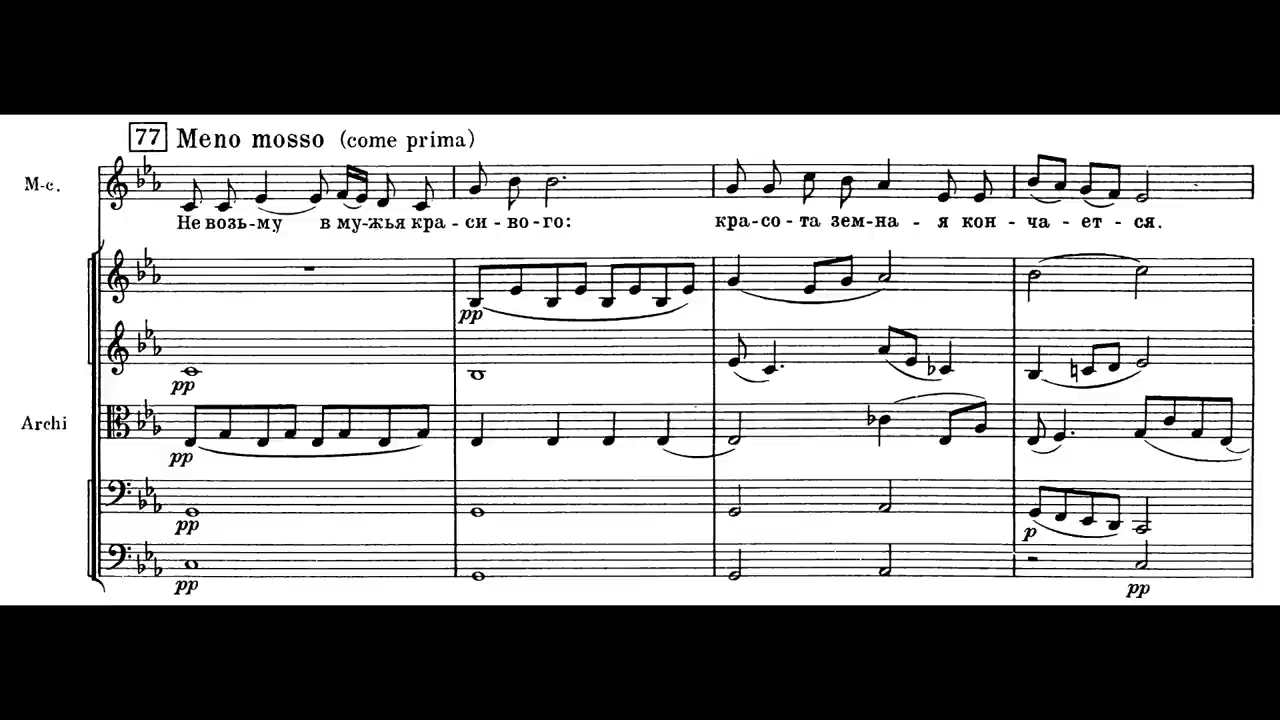 77 Meno mosso (come prima)
M-c.
Не возь-му в му-жья кра-си-во-го: кра-со-та зем-на-я кон-ча-ет-ся.
pp
pp
Archi
pp
pp p
pp pp